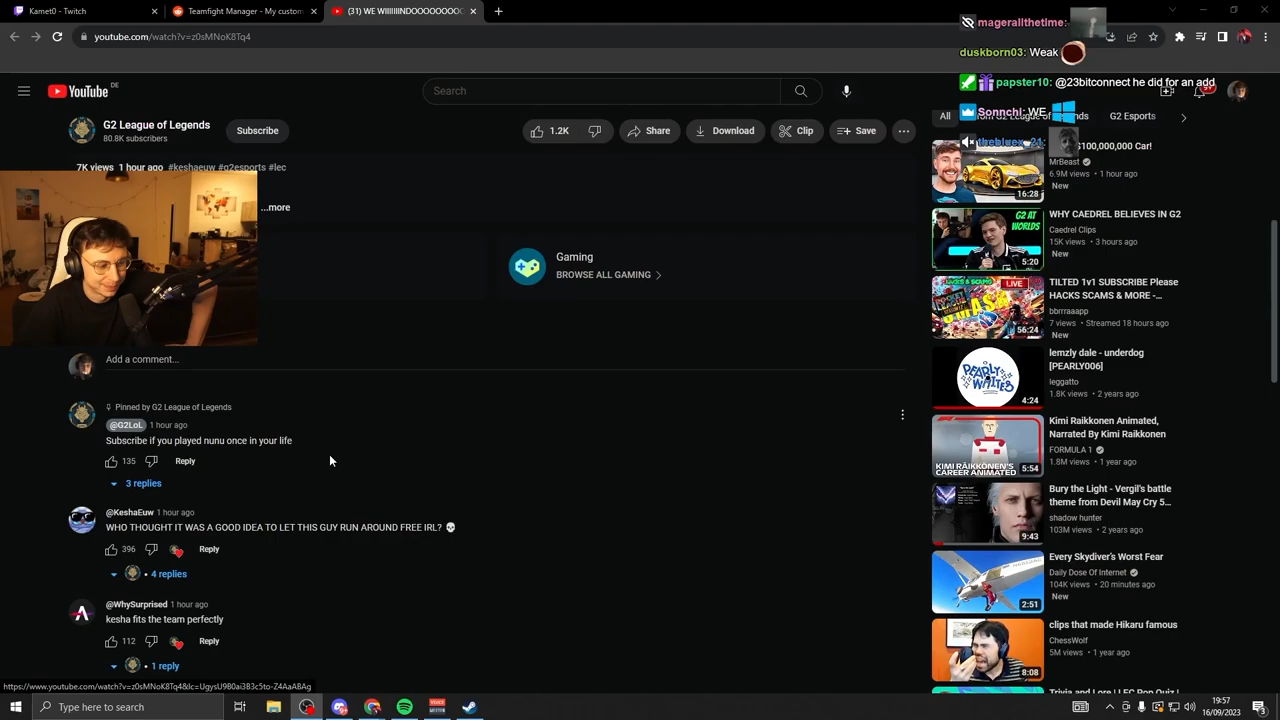 Kamet0 - Twitch
Teamfight Manager - My custom
(31) WE WIIIIIIINDOOOOOOOO
magerallthetime:
youtube.com/watch?v=z0sMNoK8Tq4
duskborn03: Weak
YouTube DE
Search
papster10: @23bitconnect he did for an add
G2 League of Legends
80.8K subscribers
Subscribe
1.2K
Share
Download
Clip
Save
Sonnchi: WE
All
G2 Esports
7K views 1 hour ago #keshaeuw #g2esports #lec
...more
Gaming
BROWSE ALL GAMING
Add a comment...
Pinned by G2 League of Legends
@G2LoL 1 hour ago
Subscribe if you played nunu once in your life
135
Reply
3 replies
@KeshaEuw 1 hour ago
WHO THOUGHT IT WAS A GOOD IDEA TO LET THIS GUY RUN AROUND FREE IRL? 💀
396
Reply
4 replies
@WhySurprised 1 hour ago
kesha fits the team perfectly
112
Reply
1 reply
$100,000,000 Car!
MrBeast
6.9M views • 1 hour ago
New
16:28
WHY CAEDREL BELIEVES IN G2
Caedrel Clips
15K views • 3 hours ago
New
G2 AT
WORLDS
5:20
TILTED 1v1 SUBSCRIBE Please
HACKS SCAMS & MORE -...
bbrrraaapp
7 views • Streamed 18 hours ago
New
LIVE
56:24
lemzly dale - underdog
[PEARLY006]
leggatto
1.8K views • 2 years ago
PEARLY
WHITES
4:24
Kimi Raikkonen Animated,
Narrated By Kimi Raikkonen
FORMULA 1
1.8M views • 1 year ago
KIMI RÄIKKÖNEN'S
CAREER ANIMATED
5:54
Bury the Light - Vergil's battle
theme from Devil May Cry 5...
shadow hunter
103M views • 2 years ago
9:43
Every Skydiver's Worst Fear
Daily Dose Of Internet
104K views • 20 minutes ago
New
2:51
clips that made Hikaru famous
ChessWolf
5M views • 1 year ago
8:08
Trivia and Lore | LEC Pop Quiz |
https://www.youtube.com/watch?v=z0sMNoK8Tq4&lc=UgysU980ai3B3c5to-Z4AaABAg
Type here to search
19:57
16/09/2023